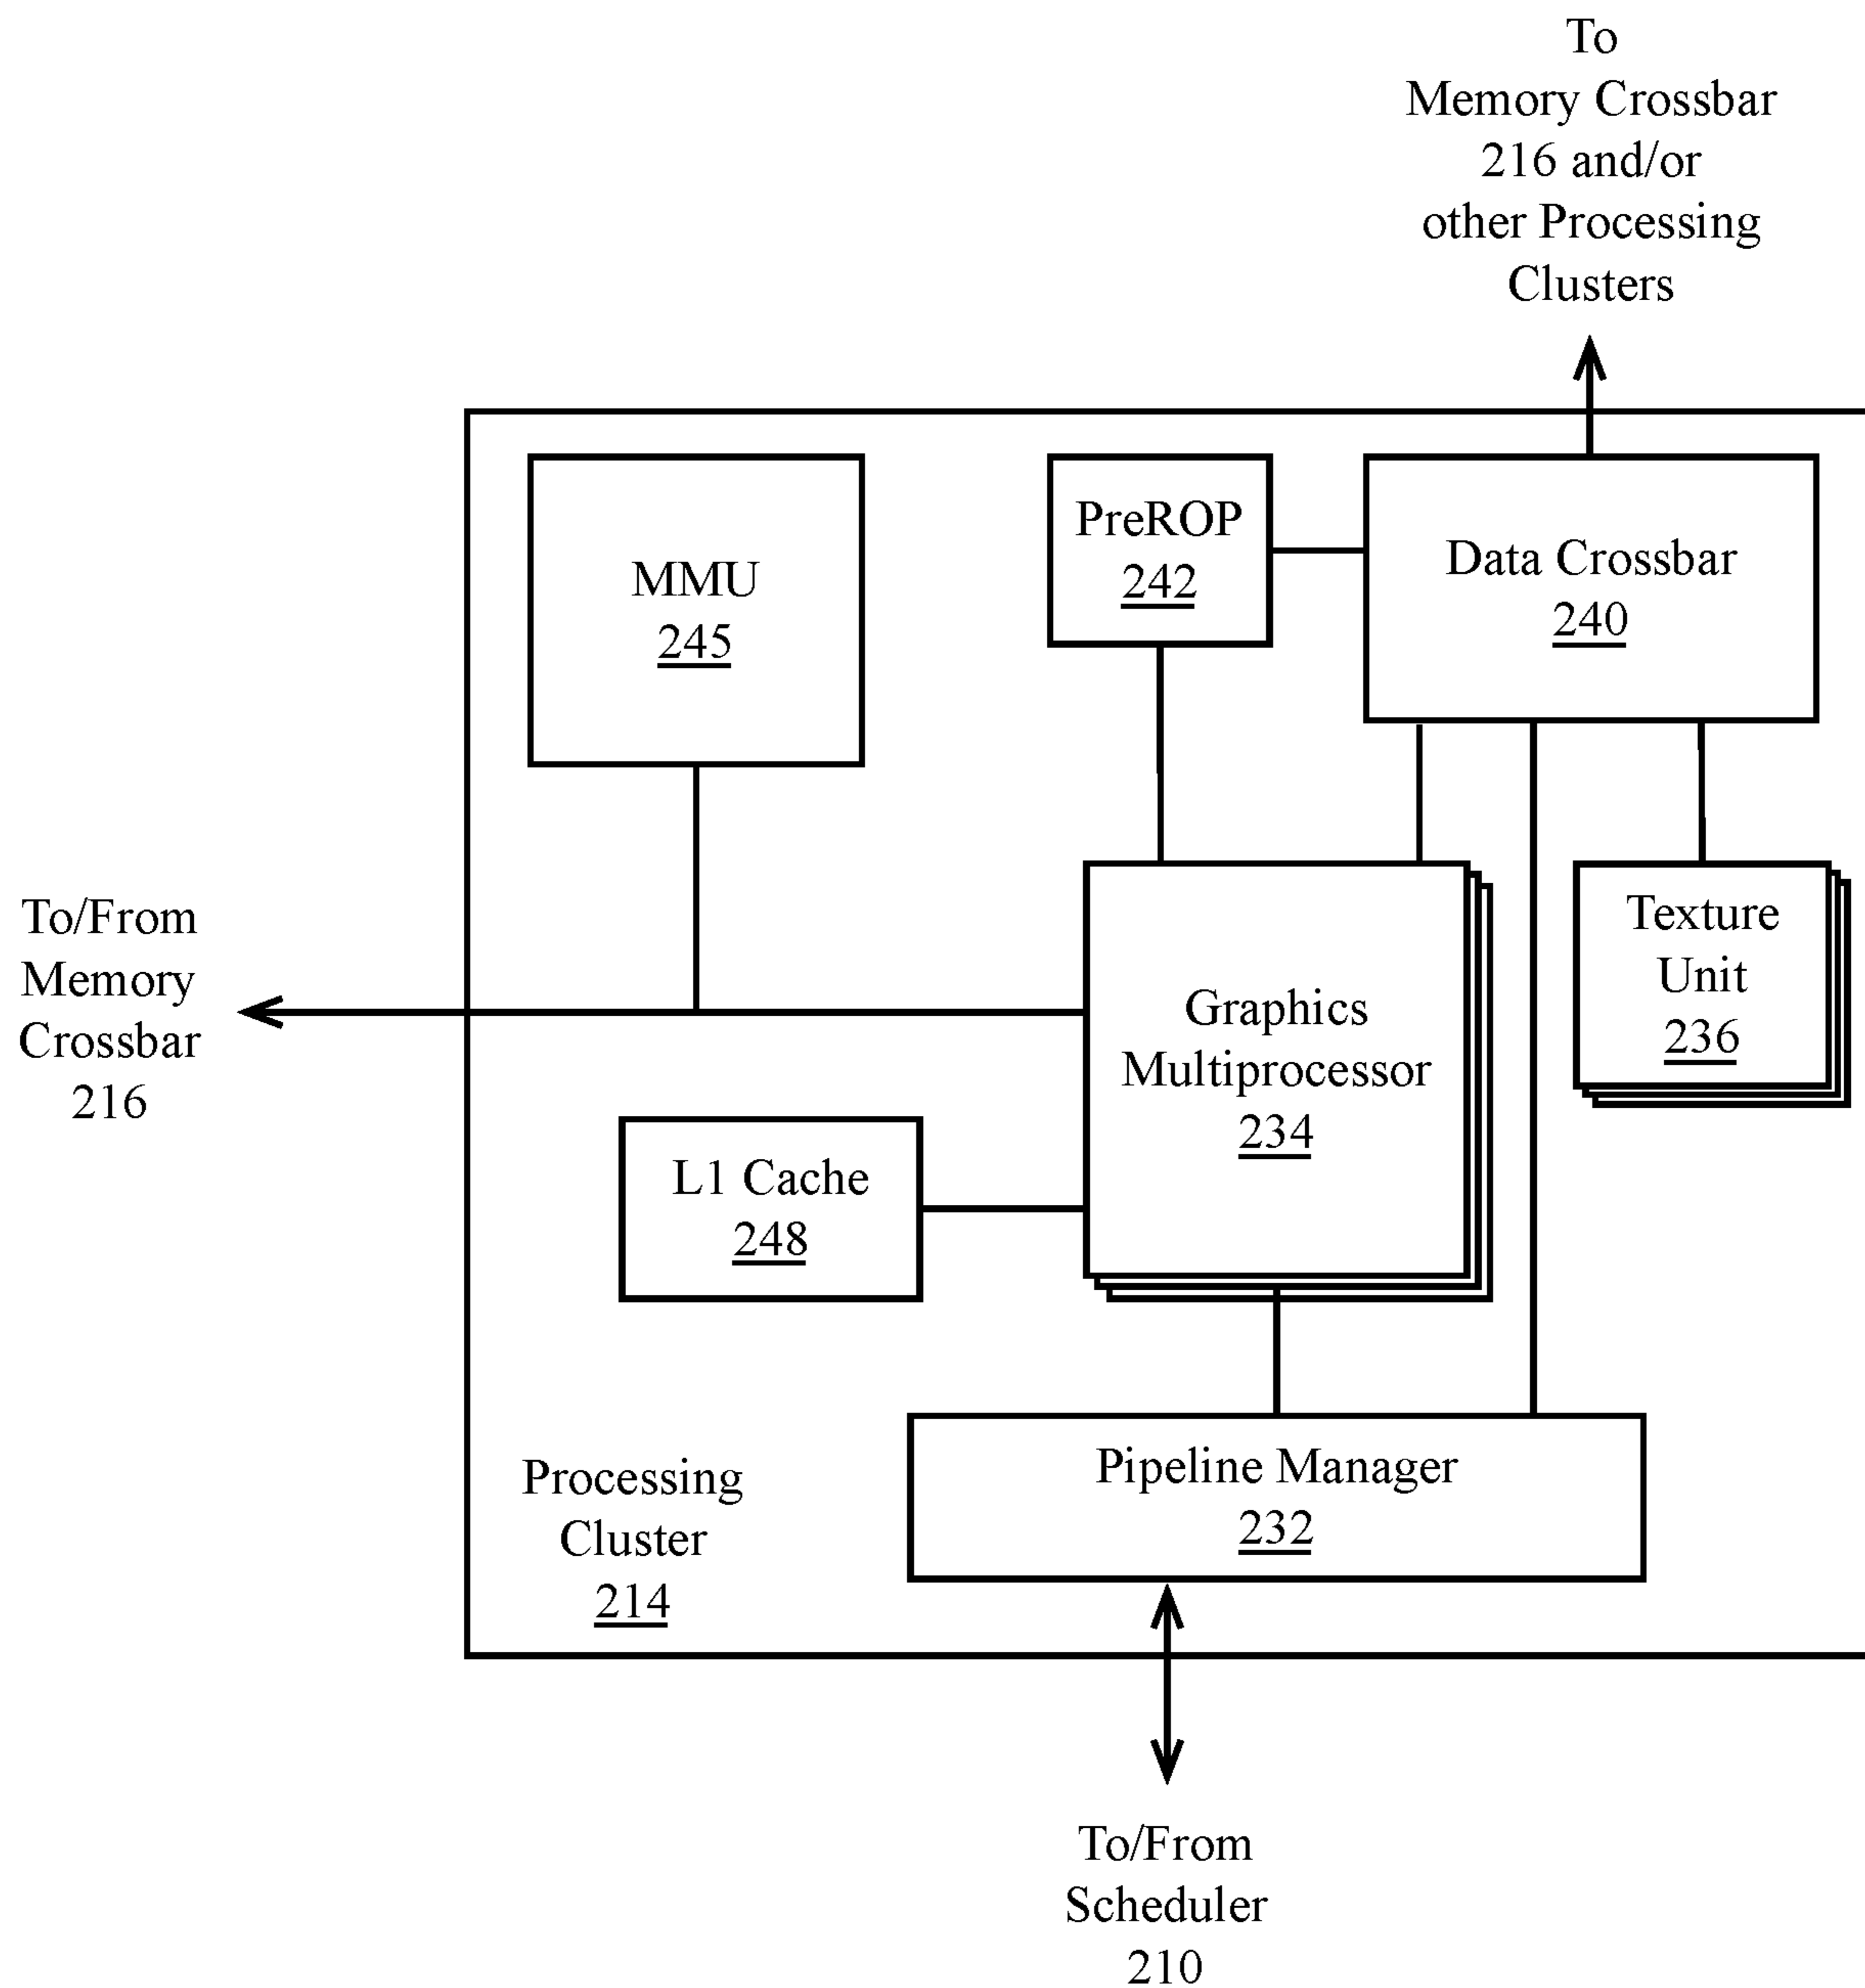 To
Memory Crossbar
216 and/or
other Processing
Clusters
MMU
245
PreROP
242
Data Crossbar
240
To/From
Memory
Crossbar
216
Graphics
Multiprocessor
234
Texture
Unit
236
L1 Cache
248
Pipeline Manager
232
Processing
Cluster
214
To/From
Scheduler
210